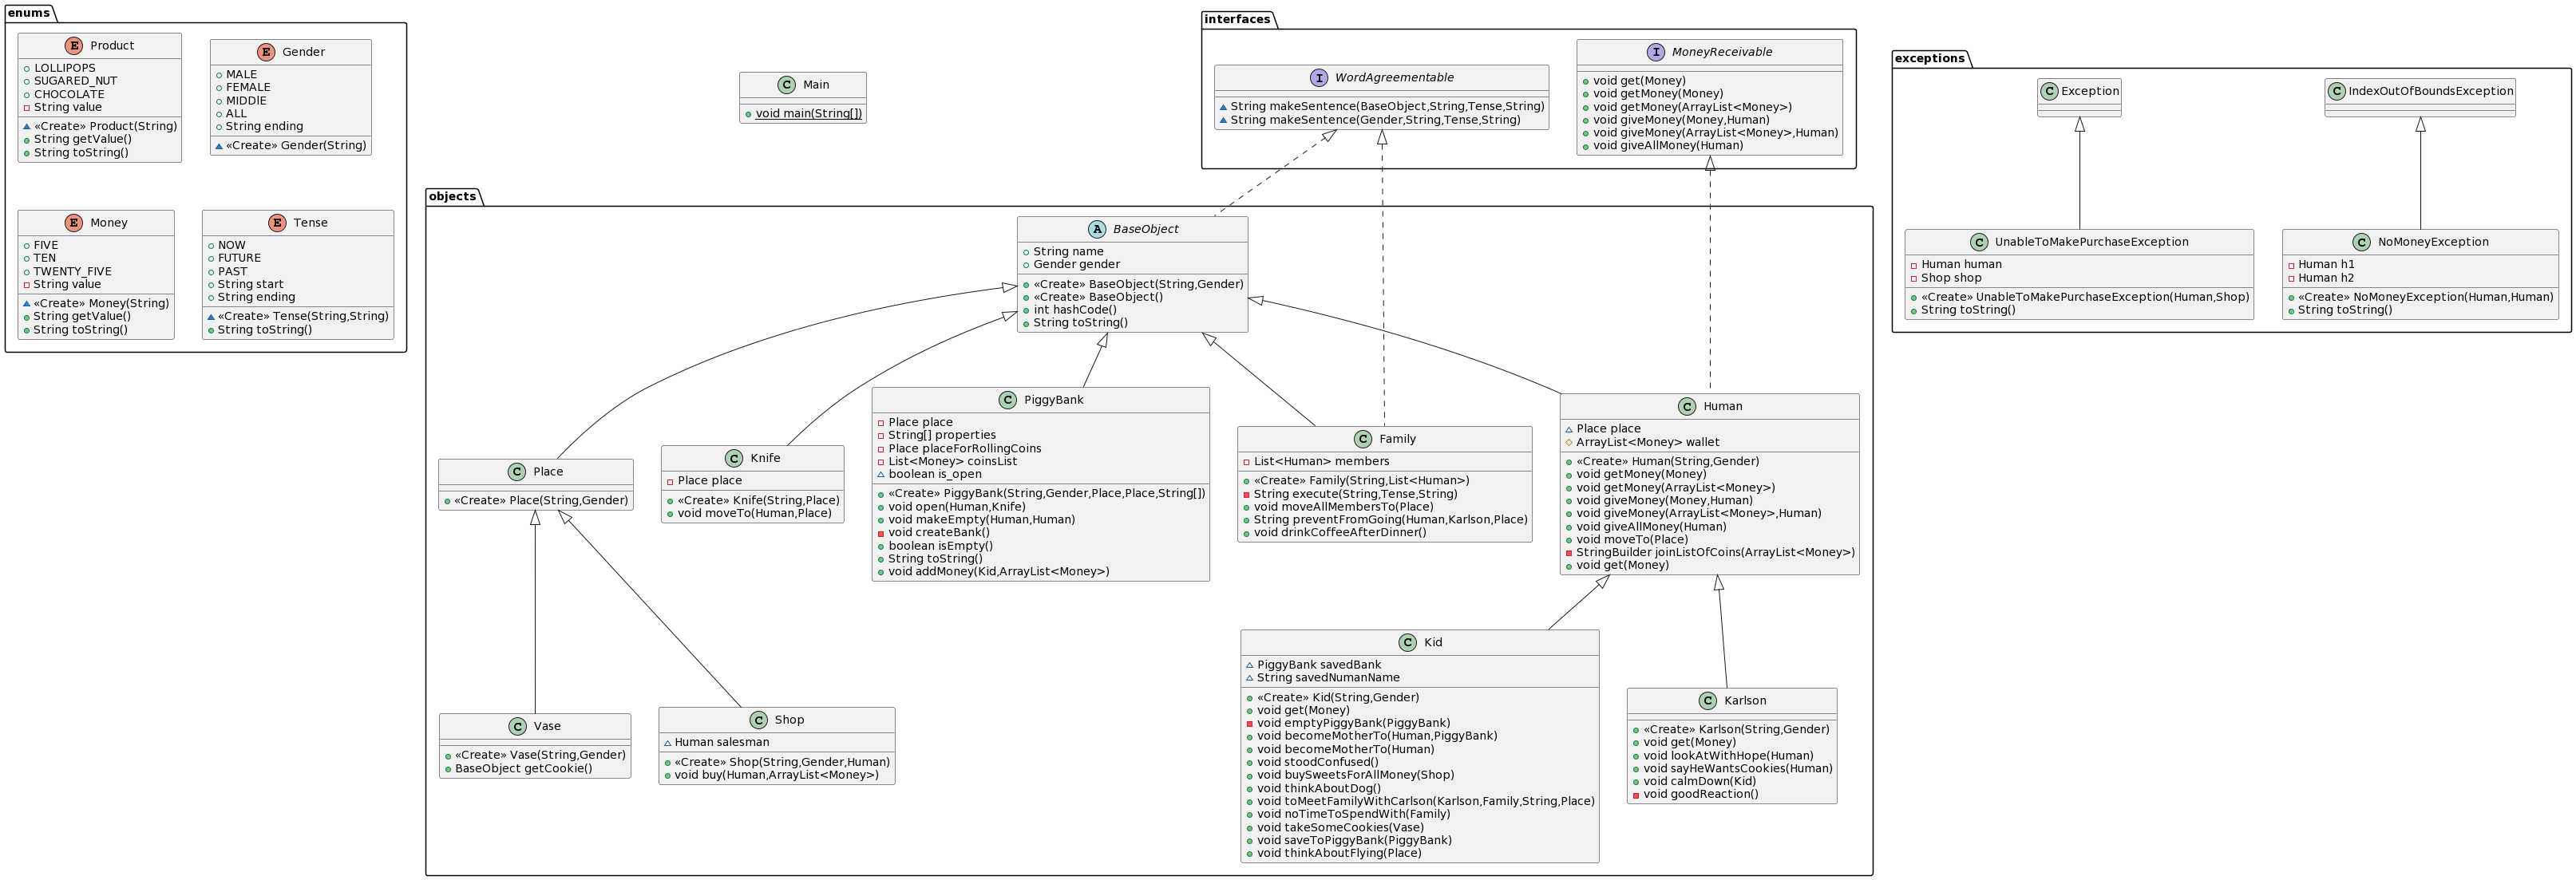 enums
E Product
LOLLIPOPS
SUGARED_NUT
CHOCOLATE
String value
«Create» Product(String)
String getValue()
String toString()
E Gender
MALE
FEMALE
MIDDlE
ALL
String ending
«Create» Gender(String)
E Money
FIVE
TEN
TWENTY_FIVE
String value
«Create» Money(String)
String getValue()
String toString()
E Tense
NOW
FUTURE
PAST
String start
String ending
«Create» Tense(String,String)
String toString()
C Main
void main(String[])
interfaces
I WordAgreementable
String makeSentence(BaseObject,String,Tense,String)
String makeSentence(Gender,String,Tense,String)
I MoneyReceivable
void get(Money)
void getMoney(Money)
void getMoney(ArrayList<Money>)
void giveMoney(Money,Human)
void giveMoney(ArrayList<Money>,Human)
void giveAllMoney(Human)
exceptions
C Exception
C IndexOutOfBoundsException
C UnableToMakePurchaseException
Human human
Shop shop
«Create» UnableToMakePurchaseException(Human,Shop)
String toString()
C NoMoneyException
Human h1
Human h2
«Create» NoMoneyException(Human,Human)
String toString()
objects
A BaseObject
String name
Gender gender
«Create» BaseObject(String,Gender)
«Create» BaseObject()
int hashCode()
String toString()
C Place
«Create» Place(String,Gender)
C Knife
Place place
«Create» Knife(String,Place)
void moveTo(Human,Place)
C PiggyBank
Place place
String[] properties
Place placeForRollingCoins
List<Money> coinsList
boolean is_open
«Create» PiggyBank(String,Gender,Place,Place,String[])
void open(Human,Knife)
void makeEmpty(Human,Human)
void createBank()
boolean isEmpty()
String toString()
void addMoney(Kid,ArrayList<Money>)
C Family
List<Human> members
«Create» Family(String,List<Human>)
String execute(String,Tense,String)
void moveAllMembersTo(Place)
String preventFromGoing(Human,Karlson,Place)
void drinkCoffeeAfterDinner()
C Human
Place place
ArrayList<Money> wallet
«Create» Human(String,Gender)
void getMoney(Money)
void getMoney(ArrayList<Money>)
void giveMoney(Money,Human)
void giveMoney(ArrayList<Money>,Human)
void giveAllMoney(Human)
void moveTo(Place)
StringBuilder joinListOfCoins(ArrayList<Money>)
void get(Money)
C Vase
«Create» Vase(String,Gender)
BaseObject getCookie()
C Shop
Human salesman
«Create» Shop(String,Gender,Human)
void buy(Human,ArrayList<Money>)
C Kid
PiggyBank savedBank
String savedNumanName
«Create» Kid(String,Gender)
void get(Money)
void emptyPiggyBank(PiggyBank)
void becomeMotherTo(Human,PiggyBank)
void becomeMotherTo(Human)
void stoodConfused()
void buySweetsForAllMoney(Shop)
void thinkAboutDog()
void toMeetFamilyWithCarlson(Karlson,Family,String,Place)
void noTimeToSpendWith(Family)
void takeSomeCookies(Vase)
void saveToPiggyBank(PiggyBank)
void thinkAboutFlying(Place)
C Karlson
«Create» Karlson(String,Gender)
void get(Money)
void lookAtWithHope(Human)
void sayHeWantsCookies(Human)
void calmDown(Kid)
void goodReaction()